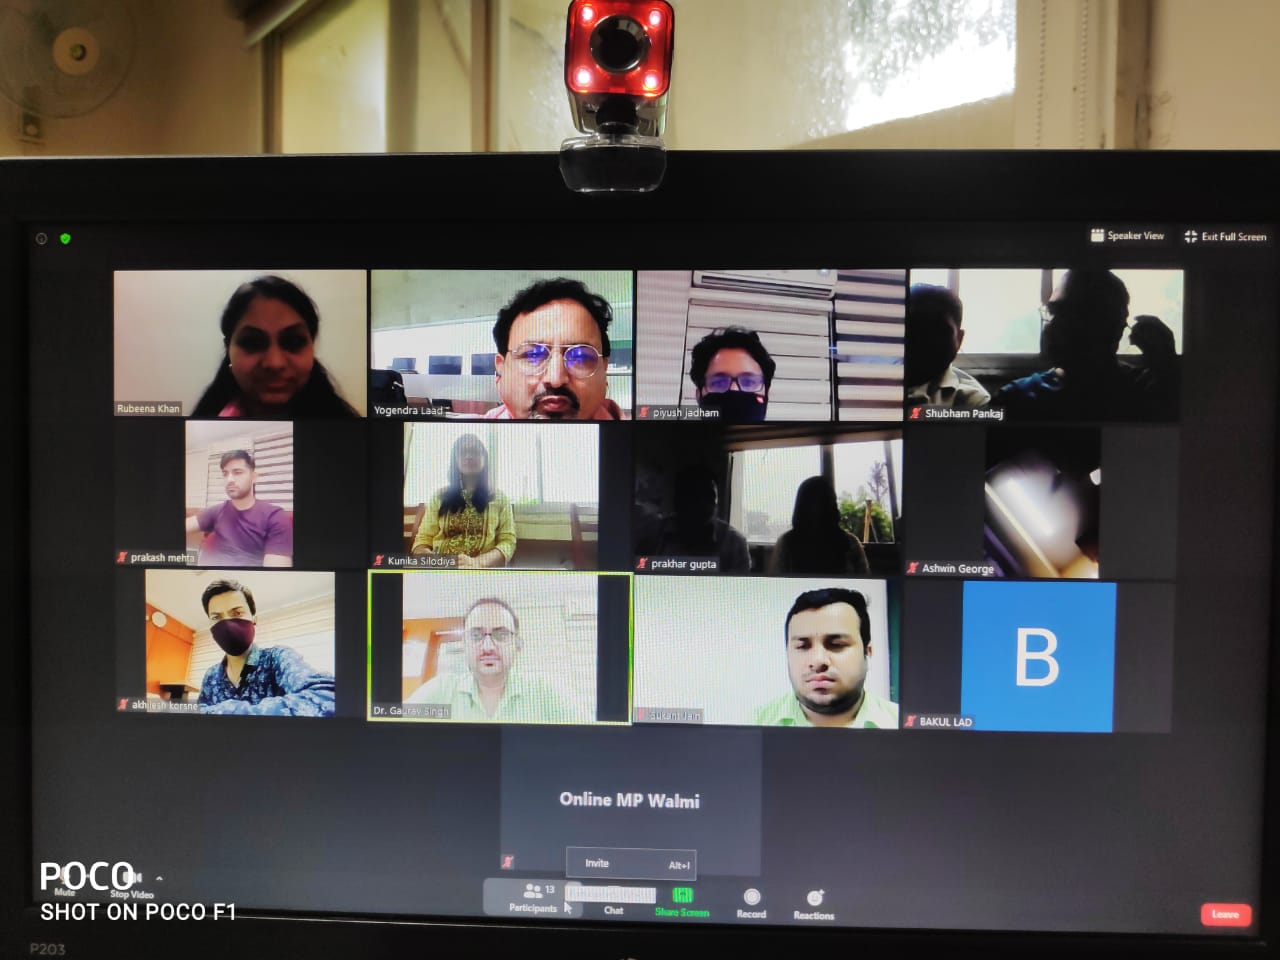 Speaker View
Exit Full Screen
Rubeena Khan
Yogendra Laad
piyush jadham
Shubham Pankaj
prakash mehta
Kunika Silodiya
prakhar gupta
Ashwin George
akhilesh korsne
Dr. Gaurav Singh
Jain
B
BAKUL LAD
Online MP Walmi
Invite Alt+I
13
Mute
Stop Video
Participants
Chat
Share Screen
Record
Reactions
Leave
POCO
SHOT ON POCO F1
P203